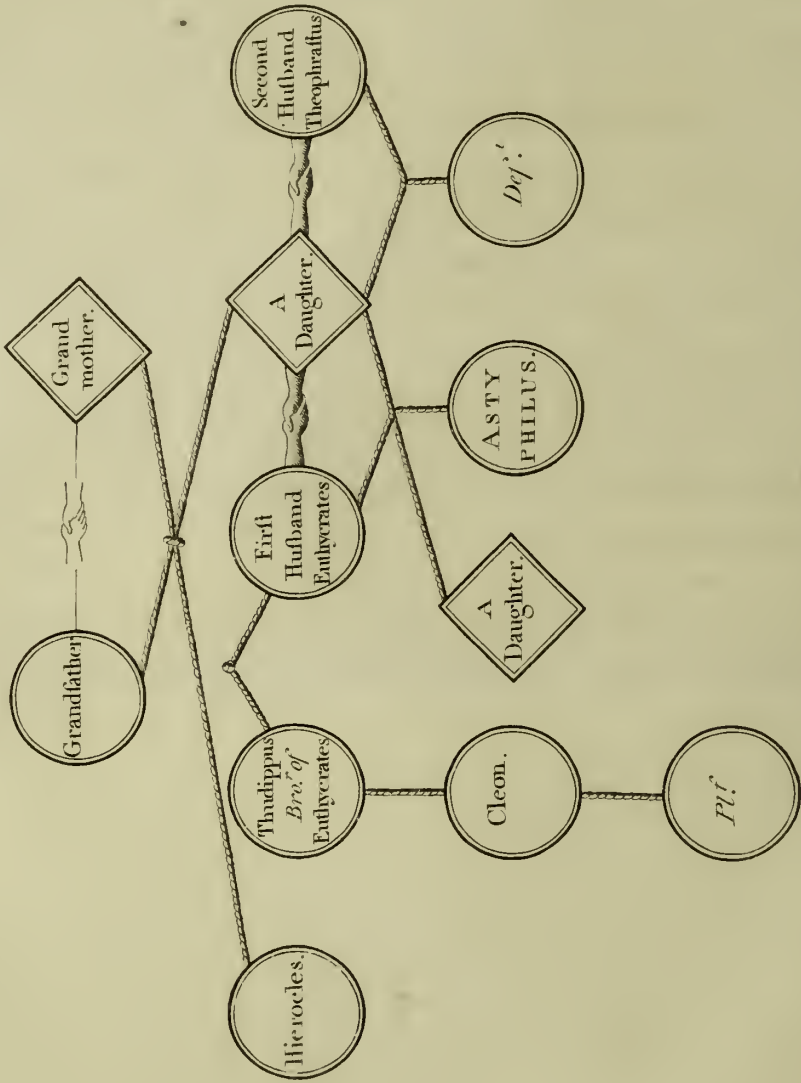 Grandfather
Grand
mother.
Hierocles.
Thudippus
Bro.r of
Euthycrates
Firſt
Huſband
Euthycrates
A
Daughter.
Second
Huſband
Theophraſtus
Cleon.
A
Daughter.
ASTY
PHILUS.
Def.t
Pl.f